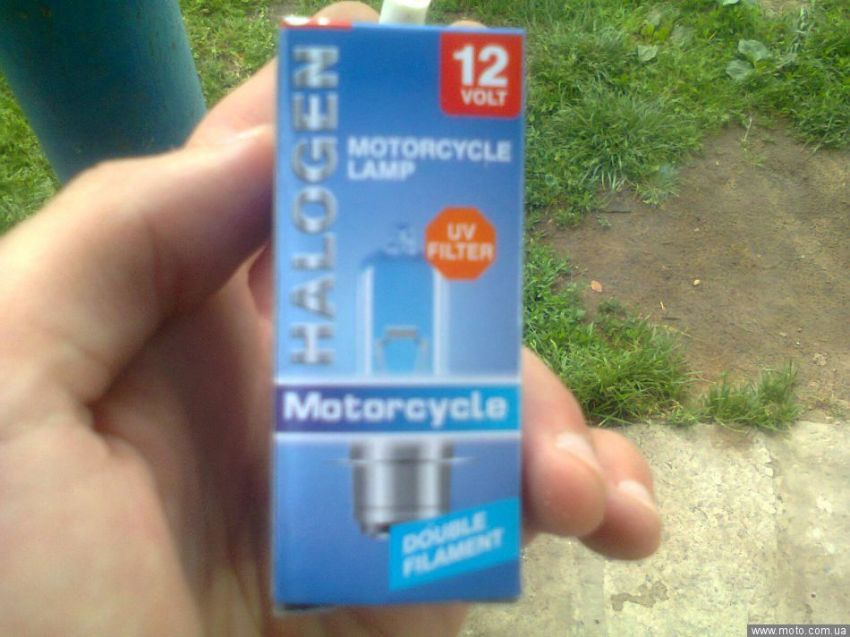 HALOGEN
12
VOLT
MOTORCYCLE
LAMP
UV
FILTER
Motorcycle
DOUBLE
FILAMENT
www.moto.com.ua